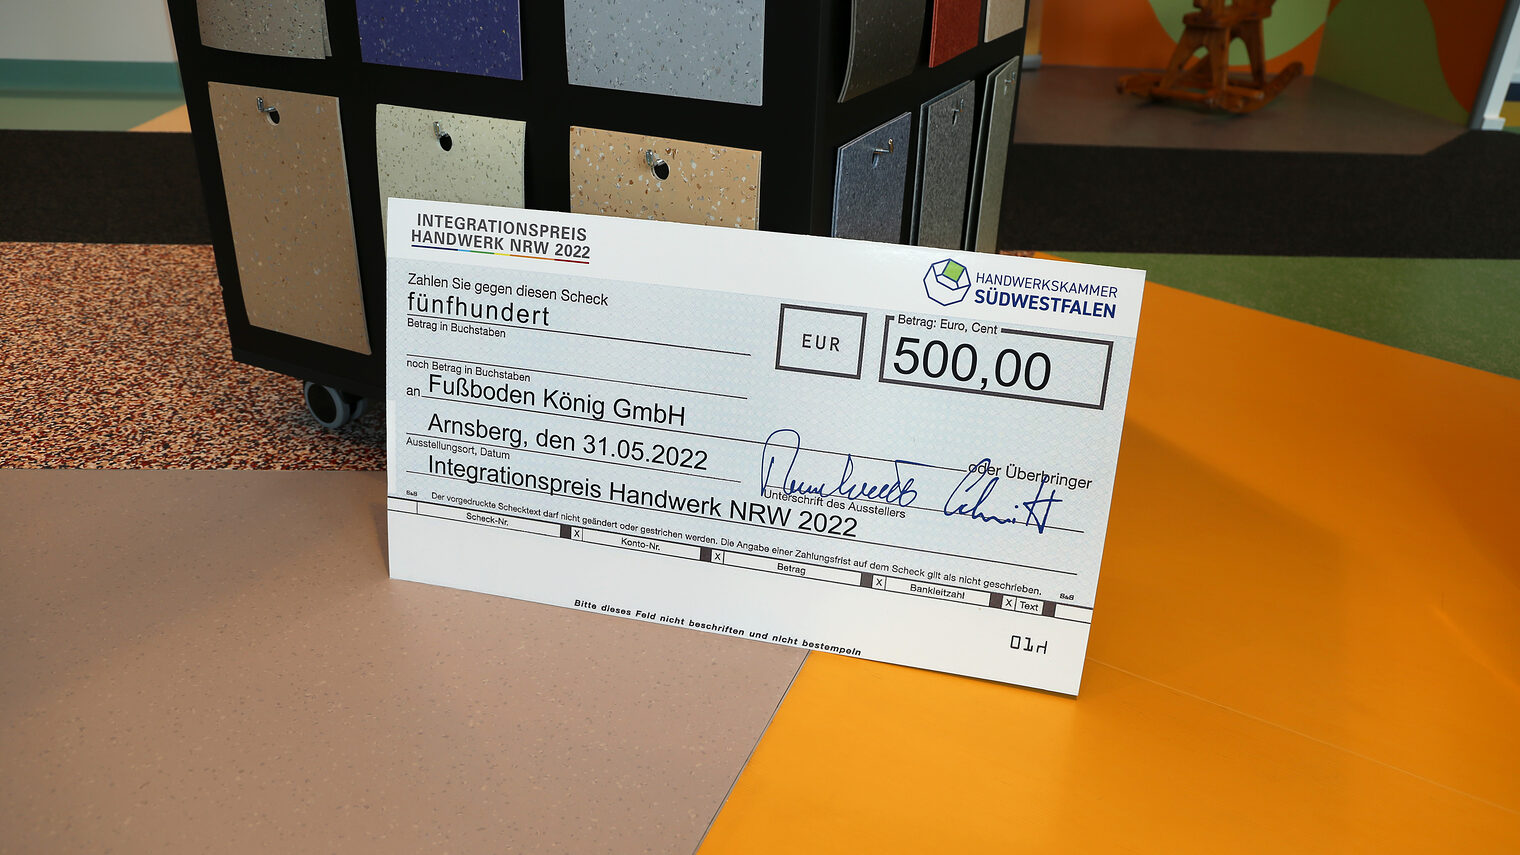 INTEGRATIONSPREIS
HANDWERK NRW 2022
HANDWERKSKAMMER
SÜDWESTFALEN
Zahlen Sie gegen diesen Scheck
fünfhundert
Betrag in Buchstaben
EUR
Betrag: Euro, Cent
500,00
noch Betrag in Buchstaben
an Fußboden König GmbH
oder Überbringer
Arnsberg, den 31.05.2022
Ausstellungsort, Datum
Unterschrift des Ausstellers
Integrationspreis Handwerk NRW 2022
Der vorgedruckte Schecktext darf nicht geändert oder gestrichen werden. Die Angabe einer Zahlungsfrist auf dem Scheck gilt als nicht geschrieben.
Scheck-Nr. X Konto-Nr. X Betrag X Bankleitzahl X Text
Bitte dieses Feld nicht beschriften und nicht bestempeln